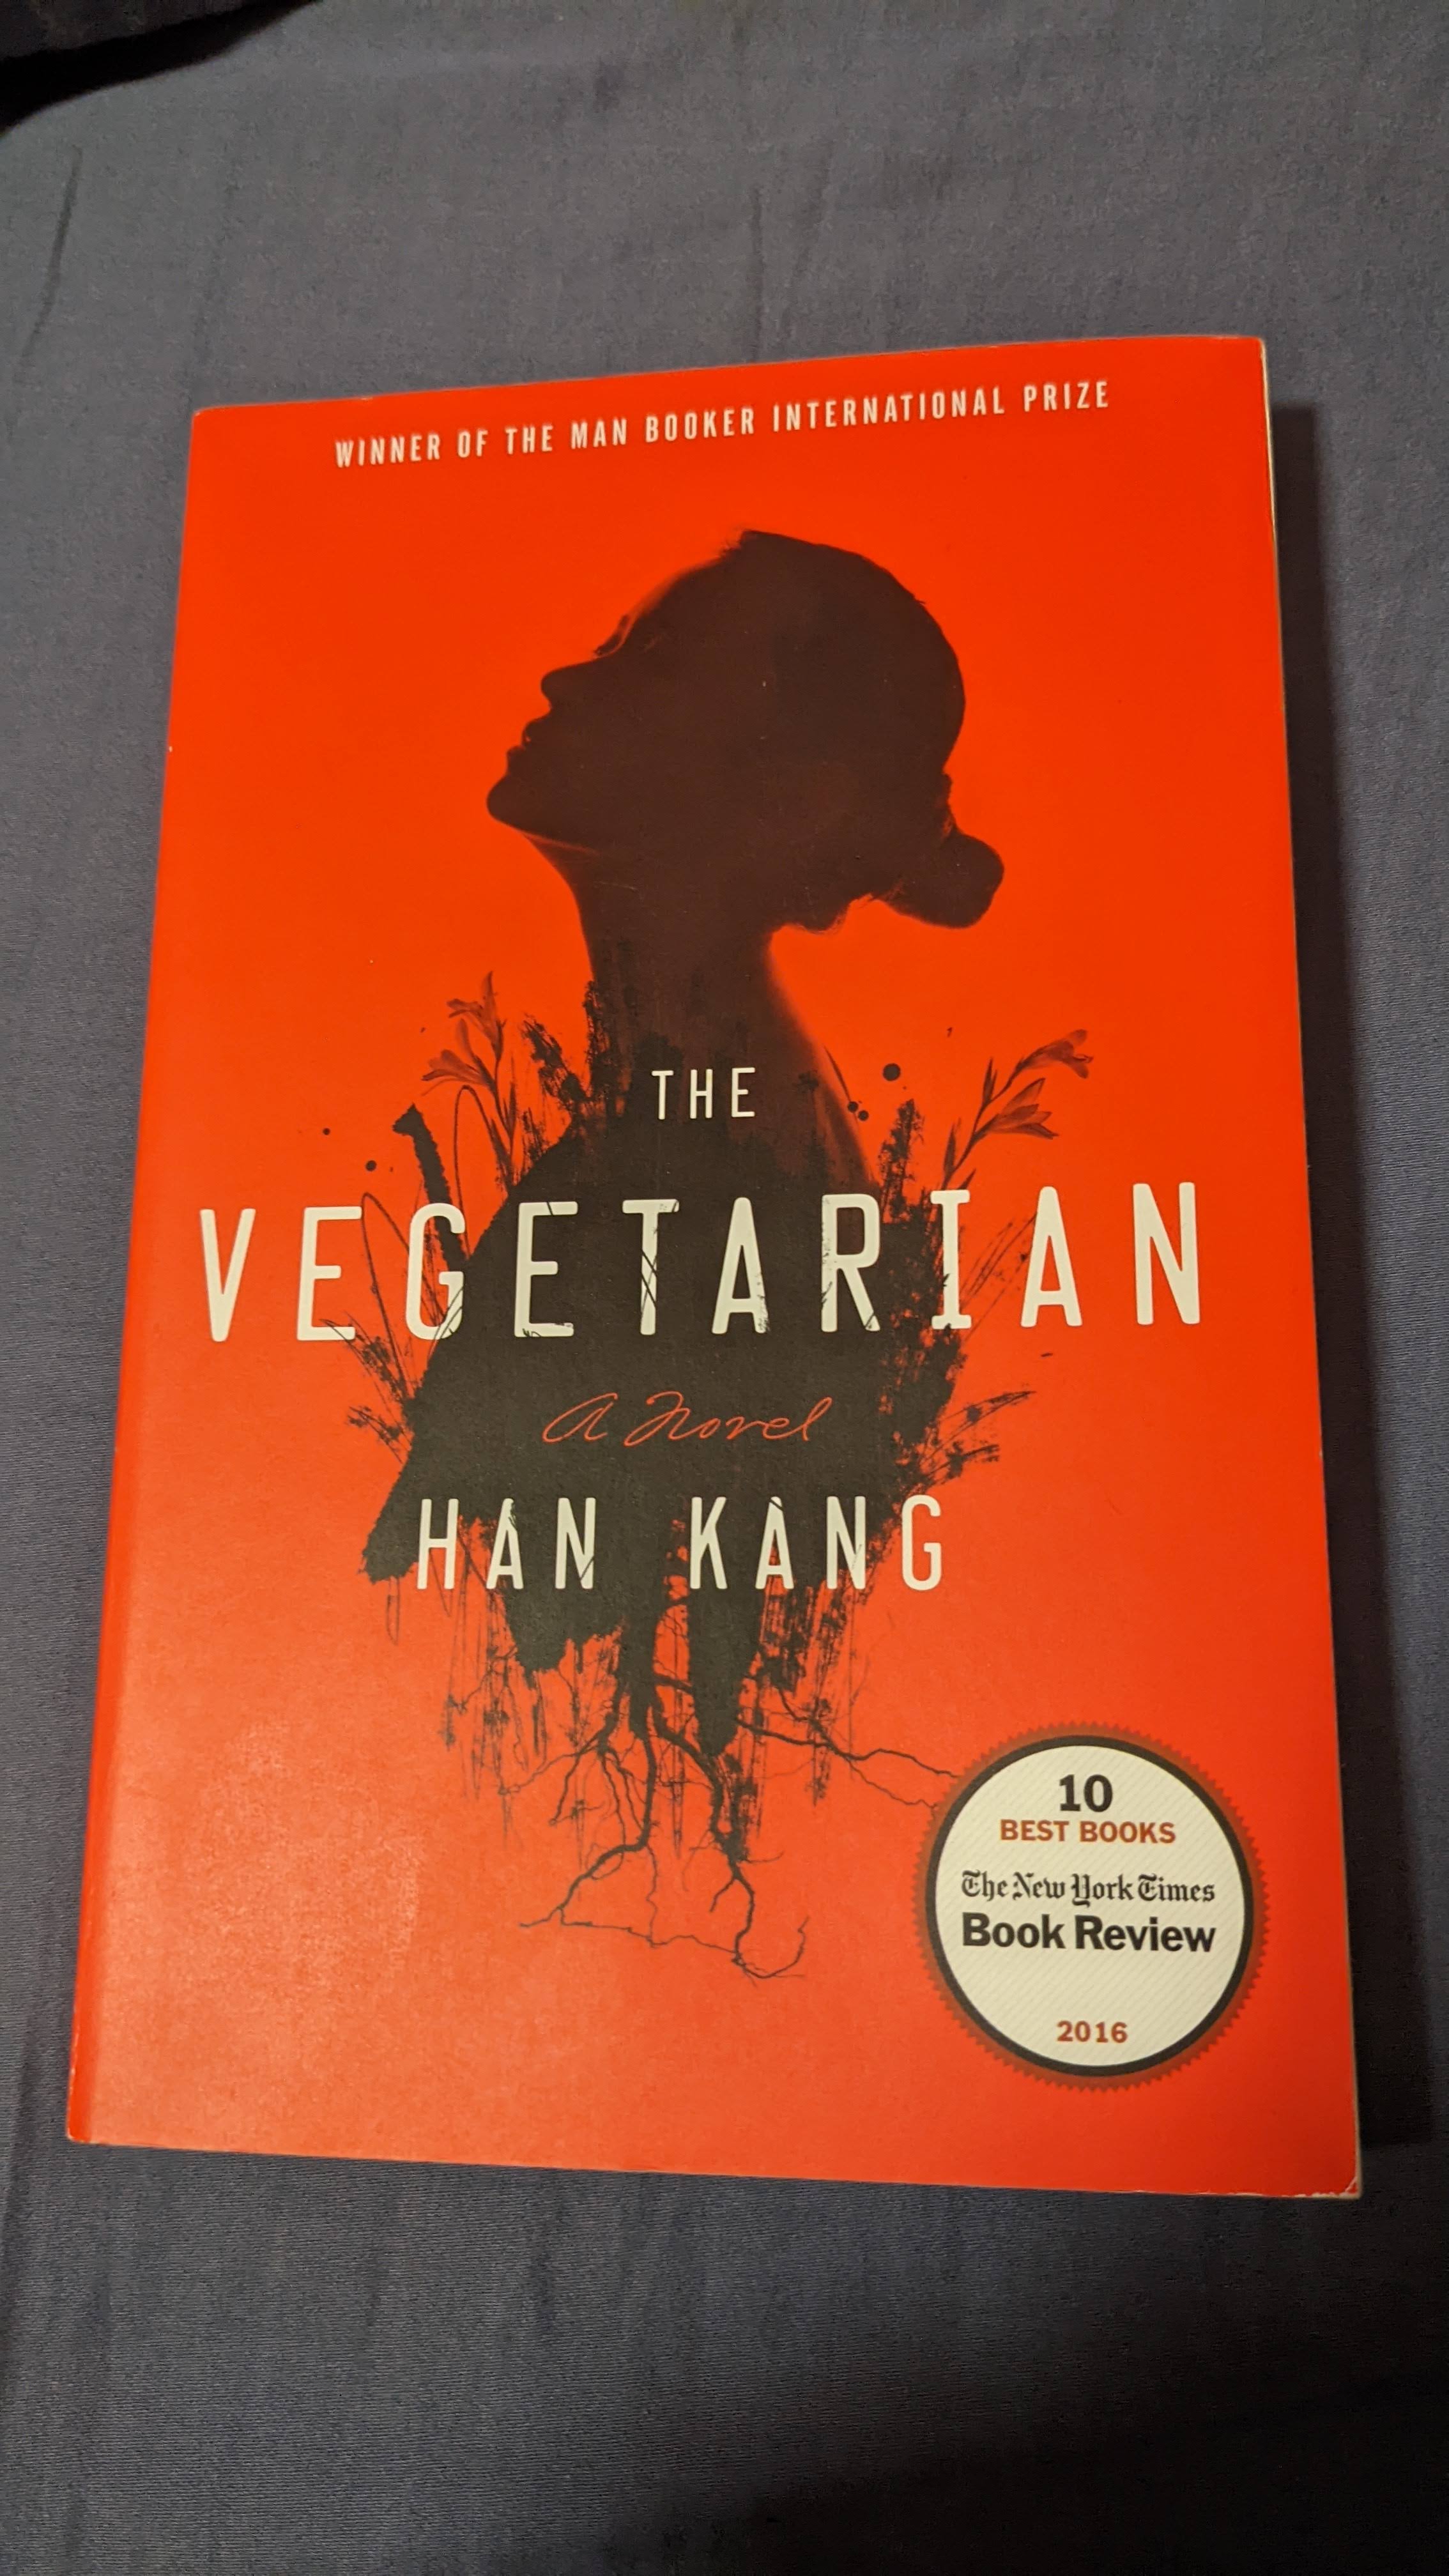 WINNER OF THE MAN BOOKER INTERNATIONAL PRIZE
THE
VEGETARIAN
A Novel
HAN KANG
10
BEST BOOKS
The New York Times
Book Review
2016